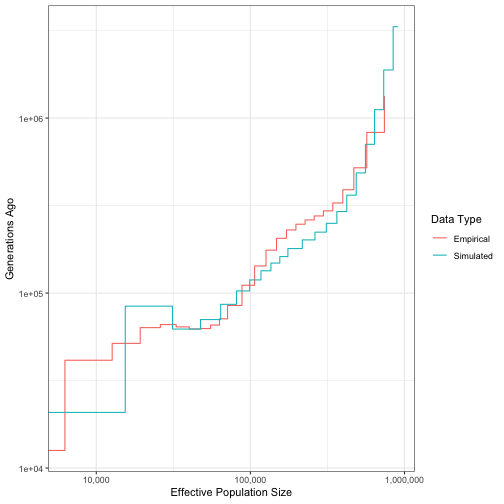 1e+06
1e+05
1e+04
Generations Ago
10,000
100,000
1,000,000
Effective Population Size
Data Type
Empirical
Simulated